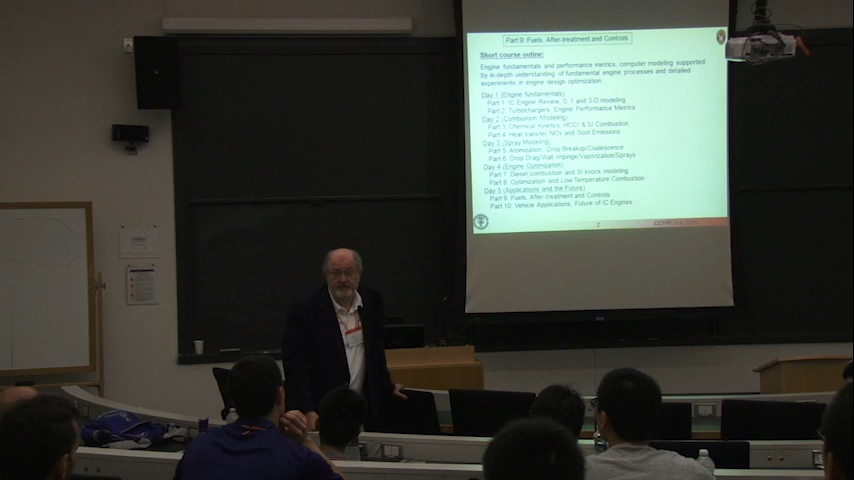 Part 9: Fuels, After-treatment and Controls
Short course outine:
Engine fundamentals and performance metrics, computer modeling supported
by in-depth understanding of fundamental engine processes and detailed
experiments in engine design optimization.
Day 1 (Engine fundamentals)
Part 1: IC Engine Review, 0, 1 and 3-D modeling
Part 2: Turbochargers, Engine Performance Metrics
Day 2 (Combustion Modeling)
Part 3: Chemical Kinetics, HCCI & SI Combustion
Part 4: Heat transfer, NOx and Soot Emissions
Day 3 (Spray Modeling)
Part 5: Atomization, Drop Breakup/Coalescence
Part 6: Drop Drag/Wall Impinge/Vaporization/Sprays
Day 4 (Engine Optimization)
Part 7: Diesel combustion and SI knock modeling
Part 8: Optimization and Low Temperature Combustion
Day 5 (Applications and the Future)
Part 9: Fuels, After-treatment and Controls
Part 10: Vehicle Applications, Future of IC Engines
2